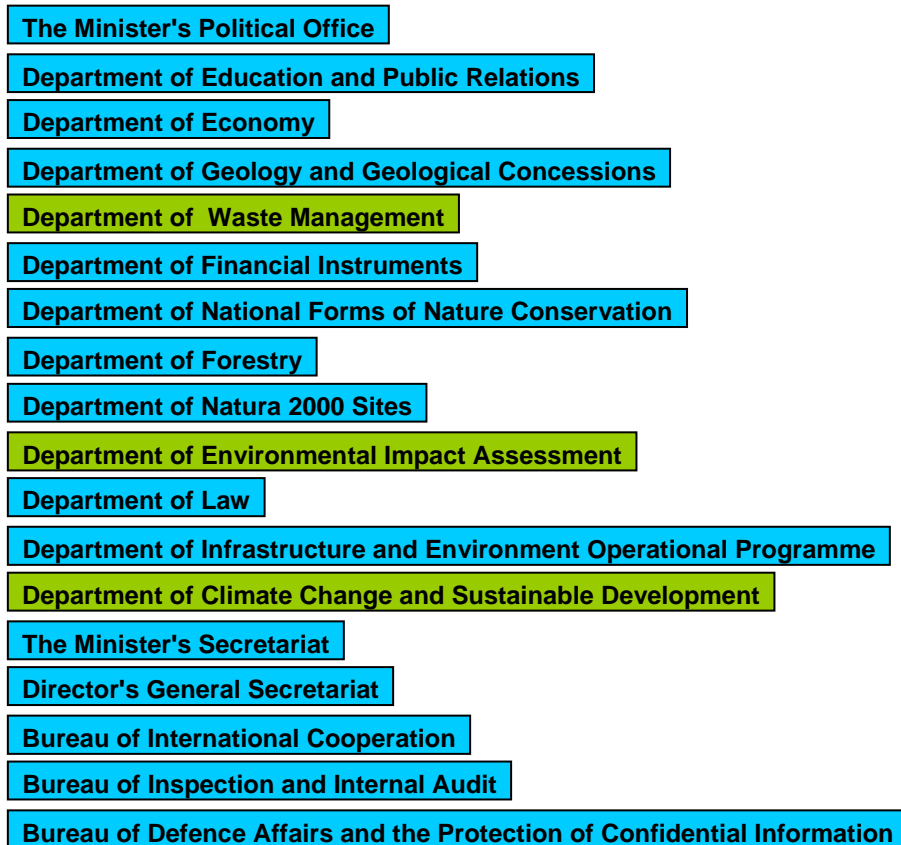 The Minister's Political Office
Department of Education and Public Relations
Department of Economy
Department of Geology and Geological Concessions
Department of Waste Management
Department of Financial Instruments
Department of National Forms of Nature Conservation
Department of Forestry
Department of Natura 2000 Sites
Department of Environmental Impact Assessment
Department of Law
Department of Infrastructure and Environment Operational Programme
Department of Climate Change and Sustainable Development
The Minister's Secretariat
Director's General Secretariat
Bureau of International Cooperation
Bureau of Inspection and Internal Audit
Bureau of Defence Affairs and the Protection of Confidential Information